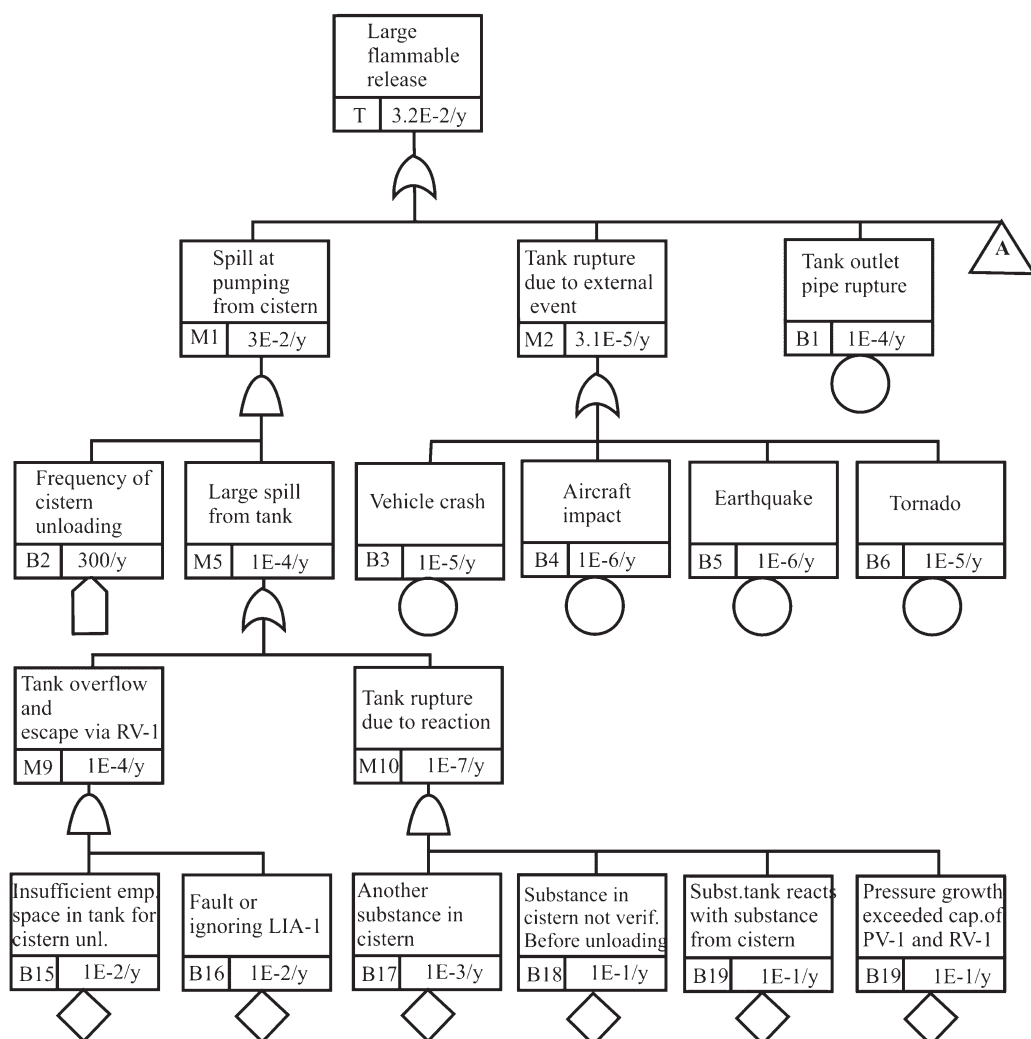 Large
flammable
release
T 3.2E-2/y
Spill at
pumping
from cistern
M1 3E-2/y
Tank rupture
due to external
event
M2 3.1E-5/y
Tank outlet
pipe rupture
B1 1E-4/y
A
Frequency of
cistern
unloading
B2 300/y
Large spill
from tank
M5 1E-4/y
Vehicle crash
B3 1E-5/y
Aircraft
impact
B4 1E-6/y
Earthquake
B5 1E-6/y
Tornado
B6 1E-5/y
Tank overflow
and
escape via RV-1
M9 1E-4/y
Tank rupture
due to reaction
M10 1E-7/y
Insufficient emp.
space in tank for
cistern unl.
B15 1E-2/y
Fault or
ignoring LIA-1
B16 1E-2/y
Another
substance in
cistern
B17 1E-3/y
Substance in
cistern not verif.
Before unloading
B18 1E-1/y
Subst.tank reacts
with substance
from cistern
B19 1E-1/y
Pressure growth
exceeded cap.of
PV-1 and RV-1
B19 1E-1/y